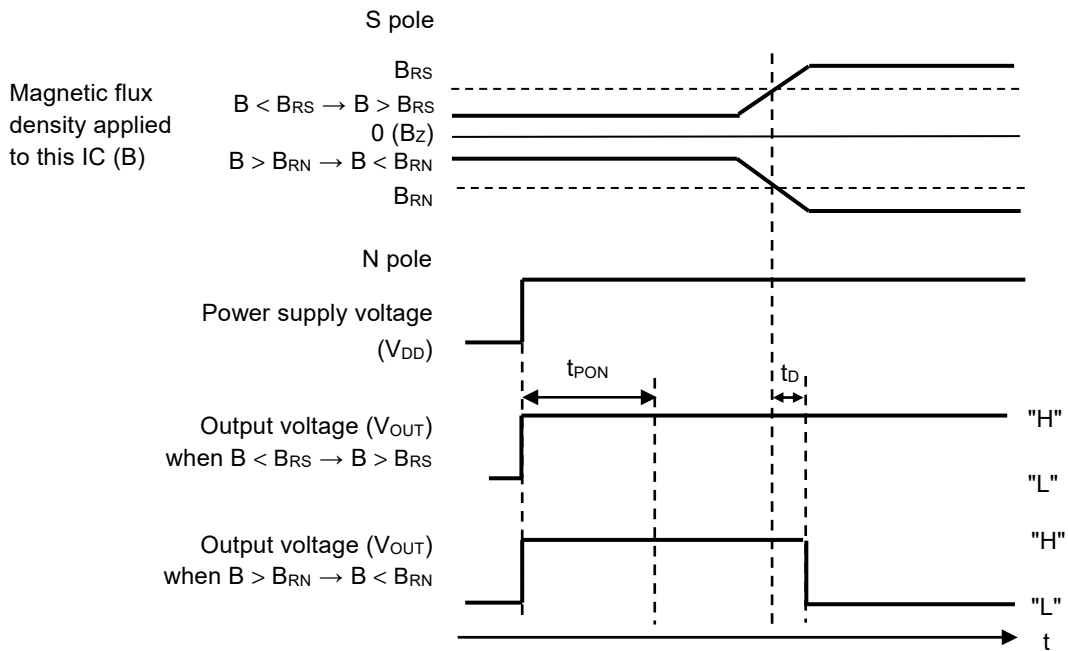 S pole
BRS
Magnetic flux
density applied
to this IC (B)
B < BRS → B > BRS
0 (BZ)
B > BRN → B < BRN
BRN
N pole
Power supply voltage
(VDD)
tPON
tD
Output voltage (VOUT)
when B < BRS → B > BRS
"H"
"L"
Output voltage (VOUT)
when B > BRN → B < BRN
"H"
"L"
t